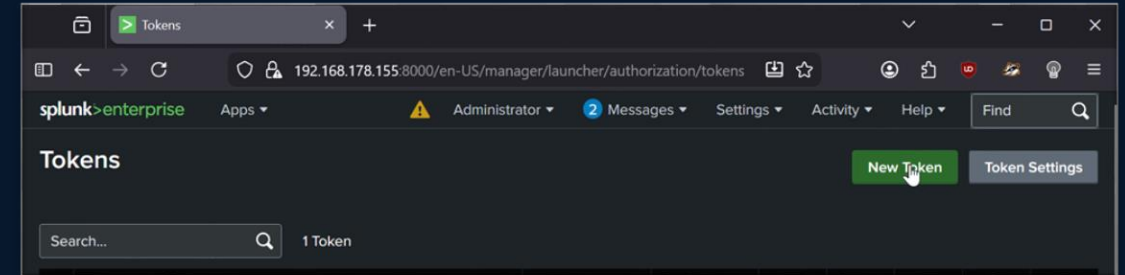 Tokens
192.168.178.155:8000/en-US/manager/launcher/authorization/tokens
splunk>enterprise Apps Administrator 2 Messages Settings Activity Help Find
Tokens
New Token Token Settings
Search... 1 Token